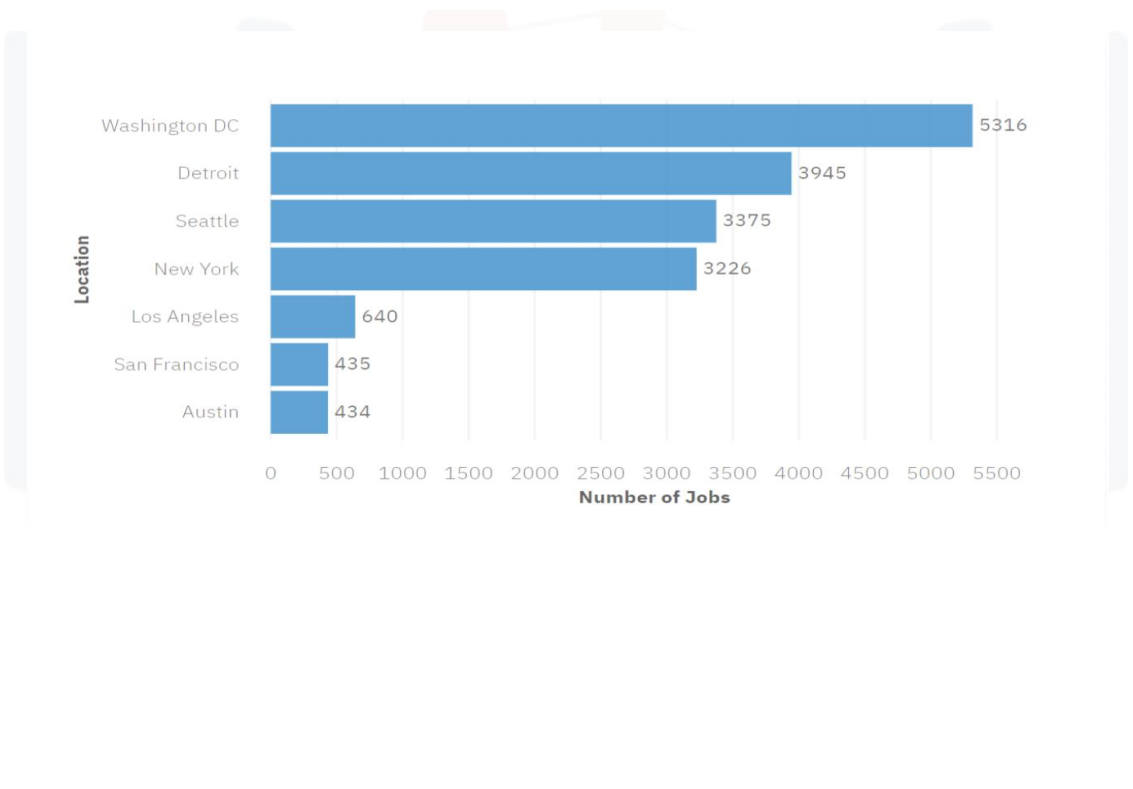 Washington DC 5316
Detroit 3945
Seattle 3375
New York 3226
Los Angeles 640
San Francisco 435
Austin 434
Location
0 500 1000 1500 2000 2500 3000 3500 4000 4500 5000 5500
Number of Jobs